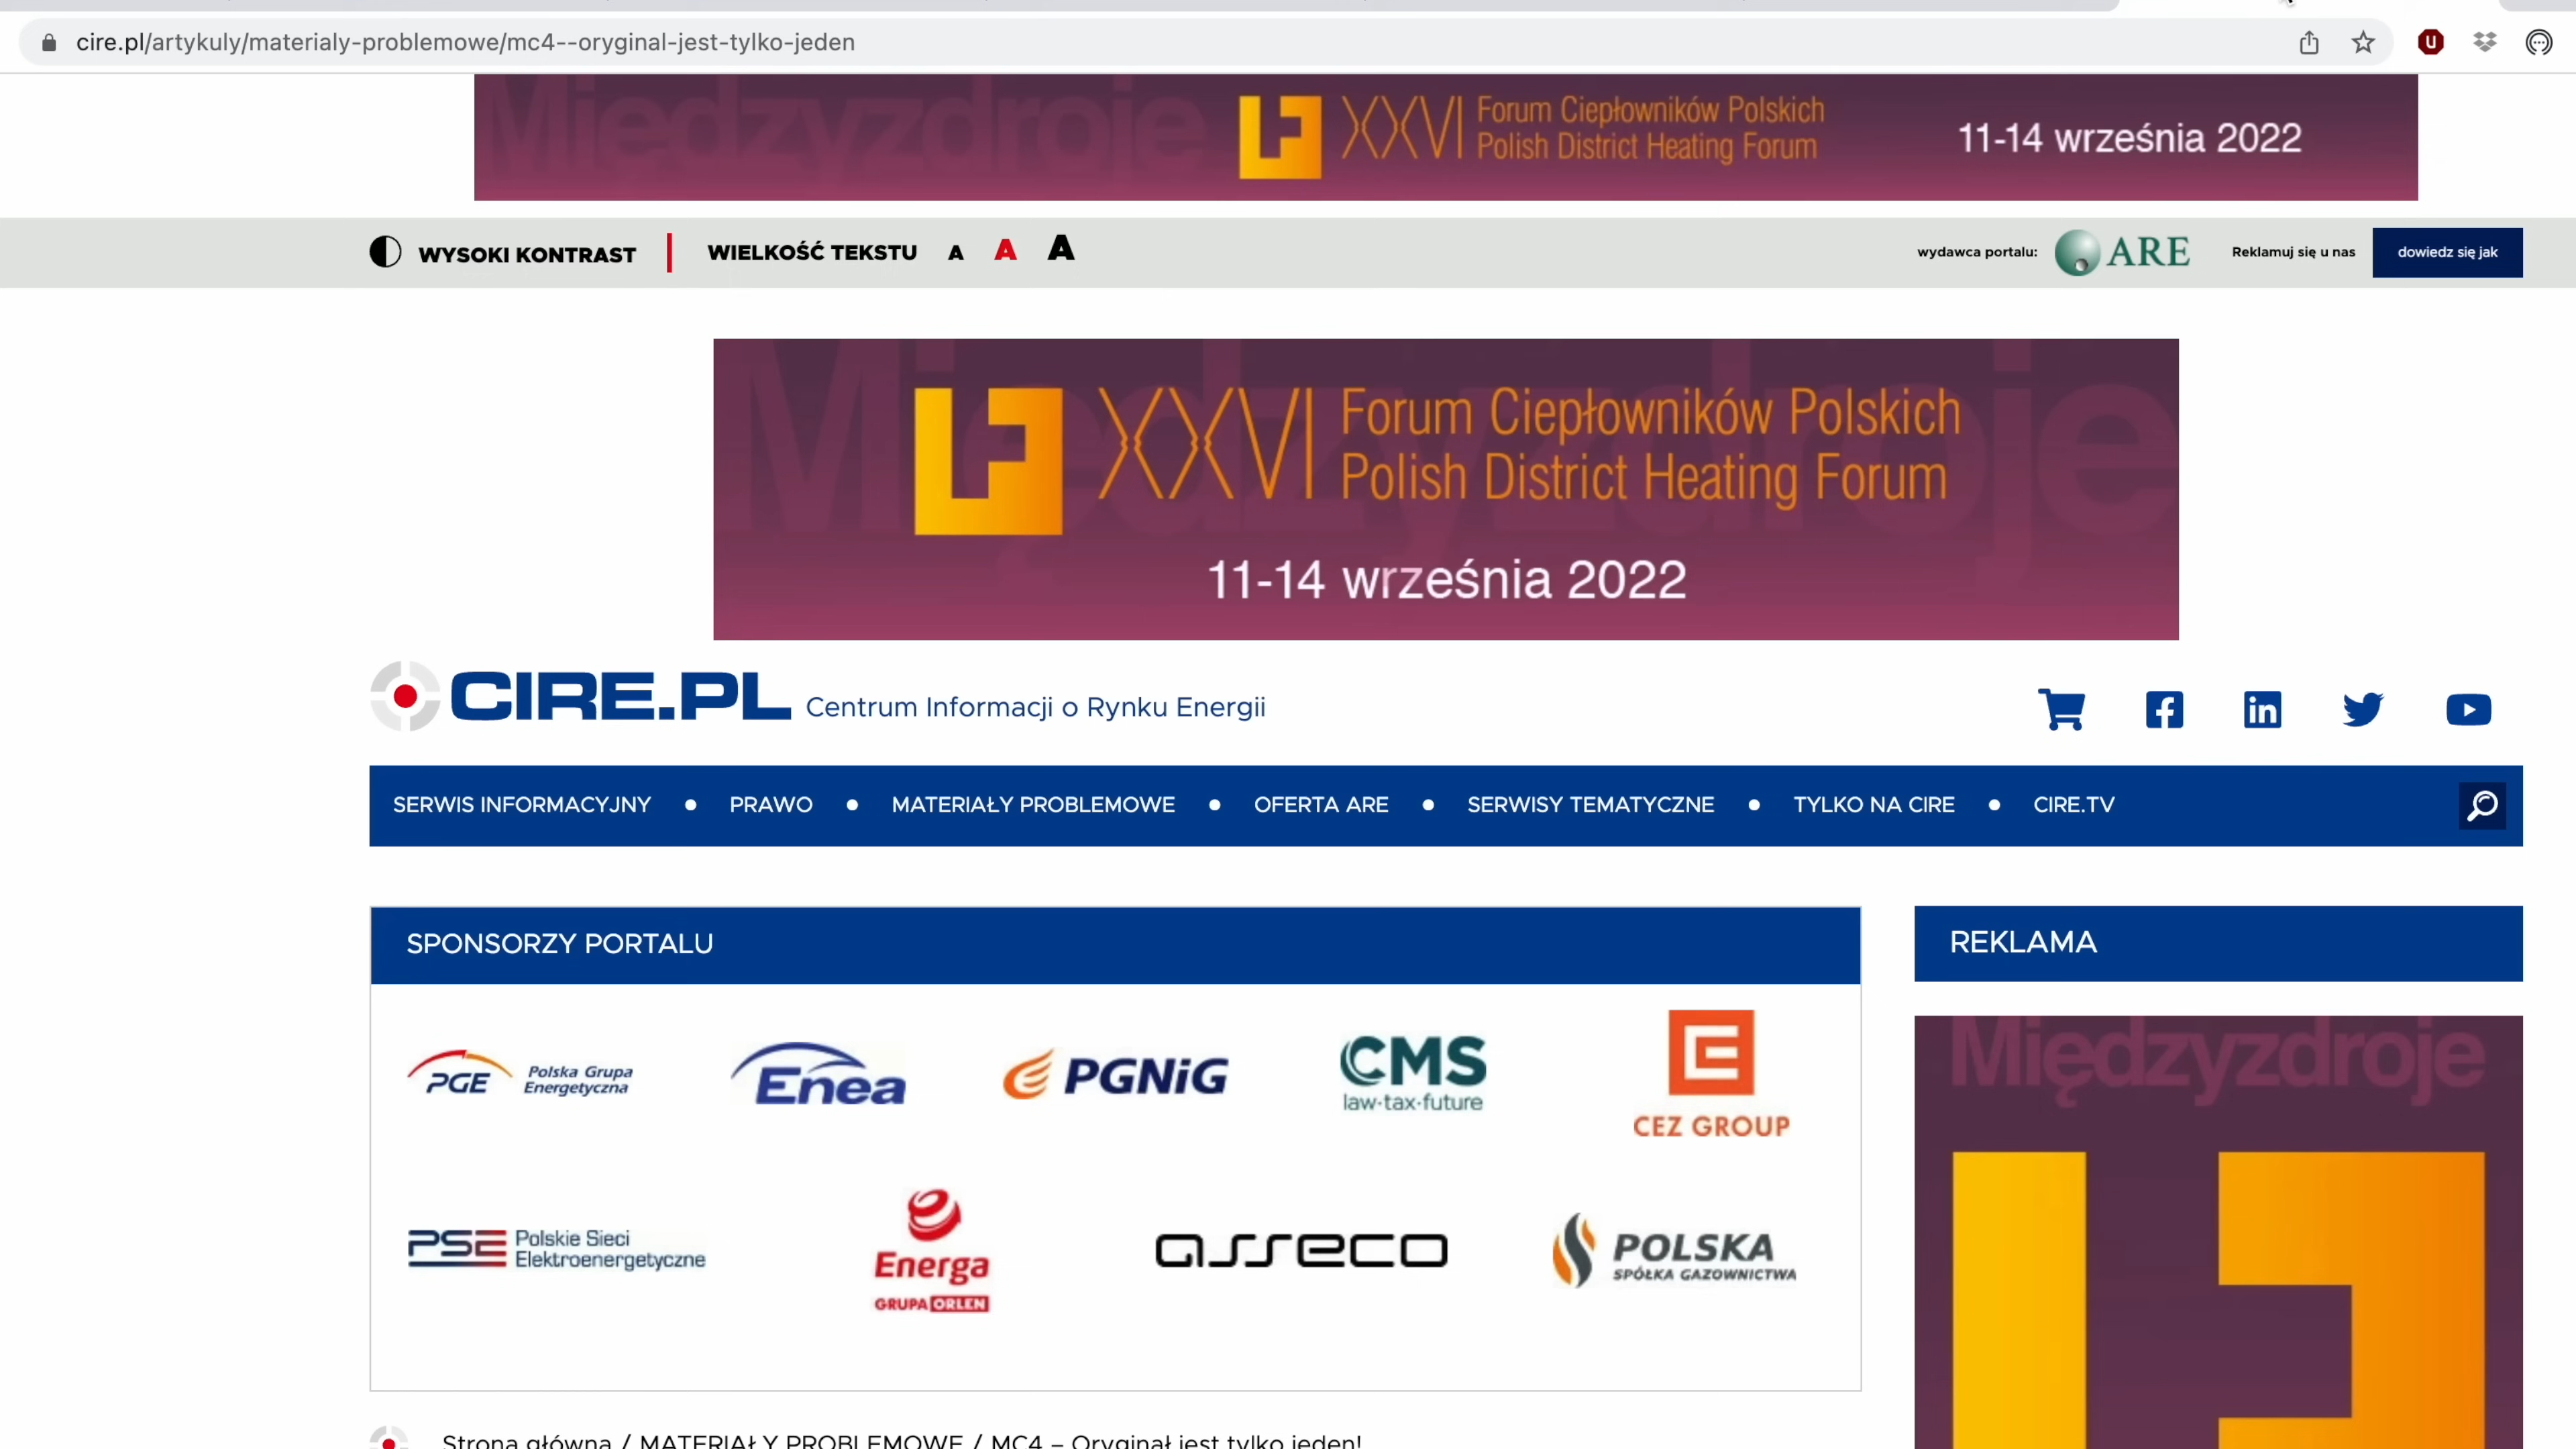 cire.pl/artykuly/materialy-problemowe/mc4--oryginal-jest-tylko-jeden
Międzyzdroje
XXVI Forum Ciepłowników Polskich
Polish District Heating Forum
11-14 września 2022
WYSOKI KONTRAST
WIELKOŚĆ TEKSTU A A A
wydawca portalu: ARE
Reklamuj się u nas
dowiedz się jak
Międzyzdroje
XXVI Forum Ciepłowników Polskich
Polish District Heating Forum
11-14 września 2022
CIRE.PL Centrum Informacji o Rynku Energii
SERWIS INFORMACYJNY • PRAWO • MATERIAŁY PROBLEMOWE • OFERTA ARE • SERWISY TEMATYCZNE • TYLKO NA CIRE • CIRE.TV
SPONSORZY PORTALU
PGE Polska Grupa
Energetyczna
Enea
PGNiG
CMS
law·tax·future
CEZ GROUP
PSE Polskie Sieci
Elektroenergetyczne
Energa
GRUPA ORLEN
asseco
POLSKA
SPÓŁKA GAZOWNICTWA
REKLAMA
Międzyzdroje
Strona główna / MATERIAŁY PROBLEMOWE / MC4 – Oryginał jest tylko jeden!